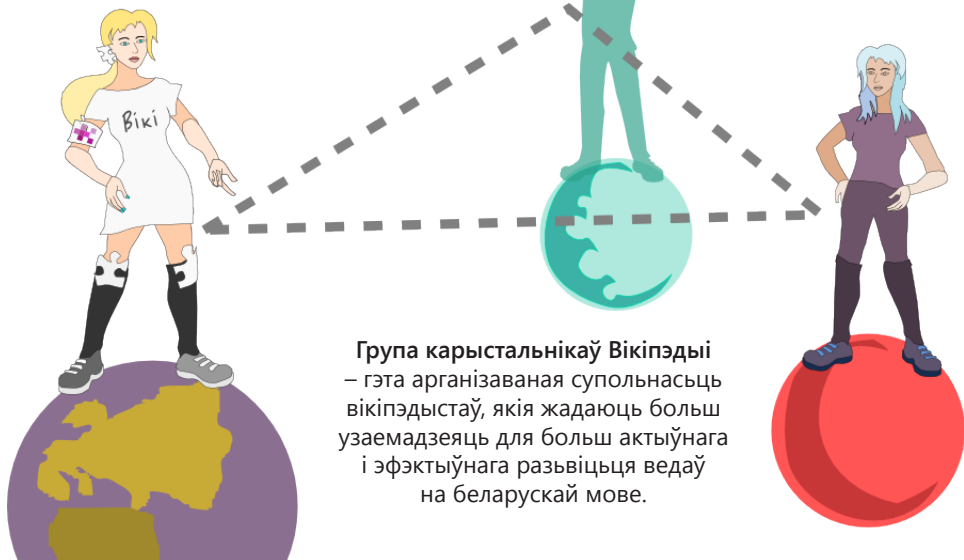 Вікі
Група карыстальнікаў Вікіпэдыі
– гэта арганізаваная супольнасьць
вікіпэдыстаў, якія жадаюць больш
узаемадзеяць для больш актыўнага
і эфэктыўнага разьвіцьця ведаў
на беларускай мове.